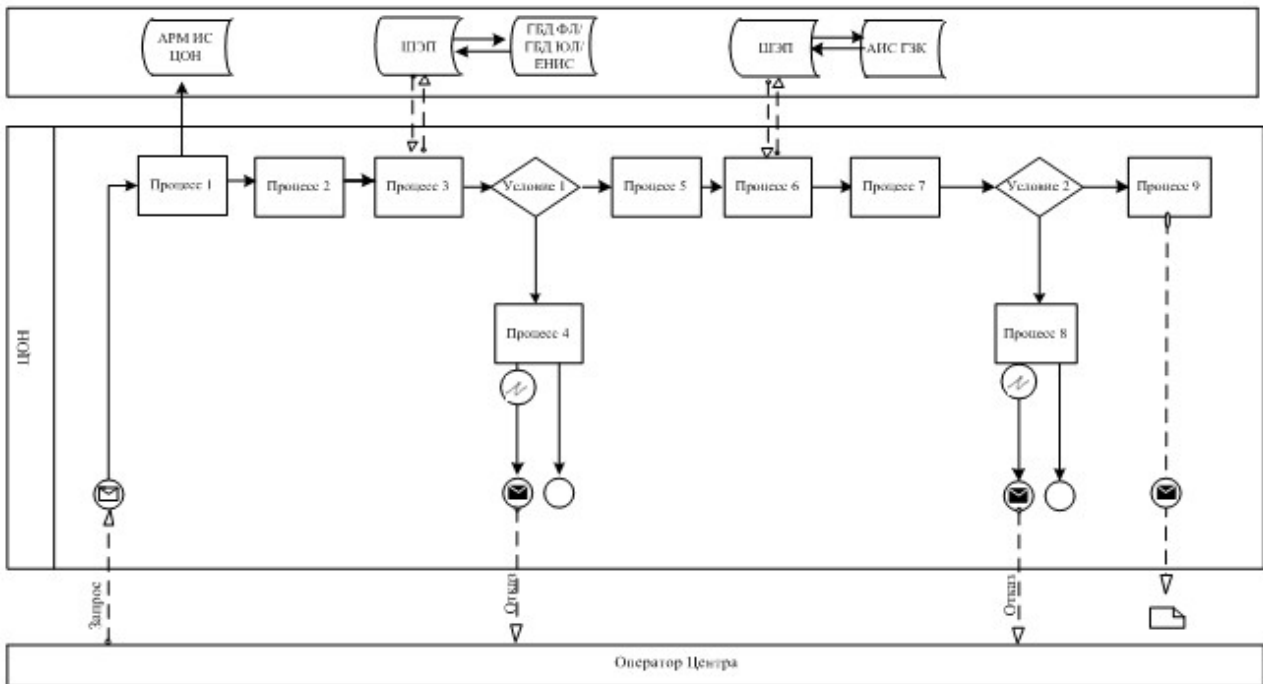 АРМ ИС
ЦОН
ШЭП
ГБД ФЛ/
ГБД ЮЛ/
ЕНИС
ШЭП
АИС ГЗК
ЦОН
Процесс 1
Процесс 2
Процесс 3
Условие 1
Процесс 5
Процесс 6
Процесс 7
Условие 2
Процесс 9
Процесс 4
Процесс 8
Запрос
Отказ
Отказ
Оператор Центра